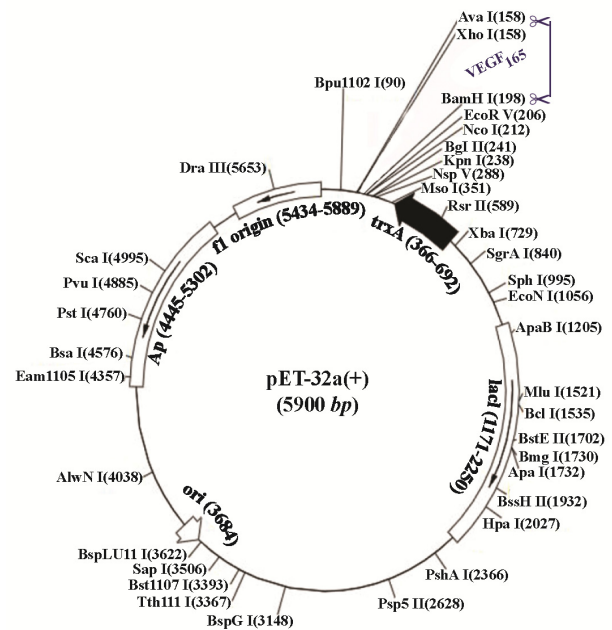 Ava I(158)
Xho I(158)
VEGF165
BamH I(198)
EcoR V(206)
Nco I(212)
BgI II(241)
Kpn I(238)
Nsp V(288)
Mso I(351)
Rsr II(589)
Xba I(729)
SgrA I(840)
Sph I(995)
EcoN I(1056)
ApaB I(1205)
Mlu I(1521)
Bcl I(1535)
BstE II(1702)
Bmg I(1730)
Apa I(1732)
BssH II(1932)
Hpa I(2027)
PshA I(2366)
Psp5 II(2628)
BspG I(3148)
Tth111 I(3367)
Bst1107 I(3393)
Sap I(3506)
BspLU11 I(3622)
AlwN I(4038)
Eam1105 I(4357)
Bsa I(4576)
Pst I(4760)
Pvu I(4885)
Sca I(4995)
Dra III(5653)
Bpu1102 I(90)
f1 origin (5434-5889)
trxA (366-692)
Ap (4445-5302)
lacI (1171-2250)
ori (3684)
pET-32a(+)
(5900 bp)